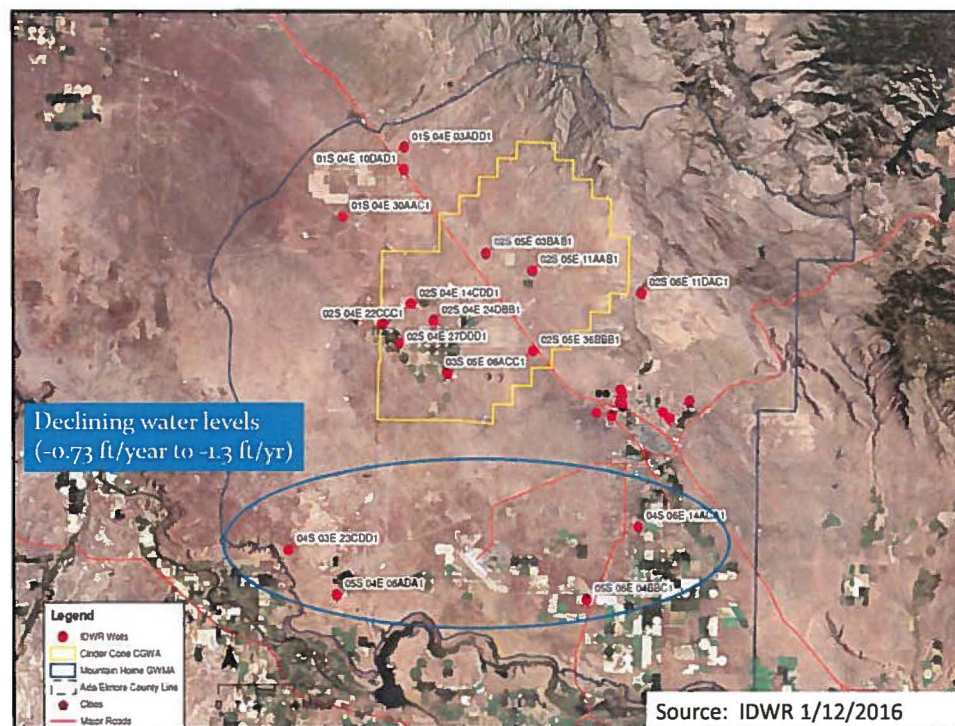 01S 04E 03ADD1
01S 04E 10DAD1
01S 04E 30AAC1
02S 05E 03BAB1
02S 05E 11AAB1
02S 06E 11DAC1
02S 04E 14CDD1
02S 04E 22CCC1
02S 04E 24DBB1
02S 04E 27DDD1
02S 05E 36BBB1
03S 05E 06ACC1
Declining water levels
(-0.73 ft/year to -1.3 ft/yr)
04S 06E 14ACA1
04S 03E 23CDD1
05S 04E 06ADA1
05S 06E 04BBC1
Legend
IDWR Wells
Cinder Cone CGWA
Mountain Home GWMA
Ada/Elmore County Line
Cities
Major Roads
Source: IDWR 1/12/2016